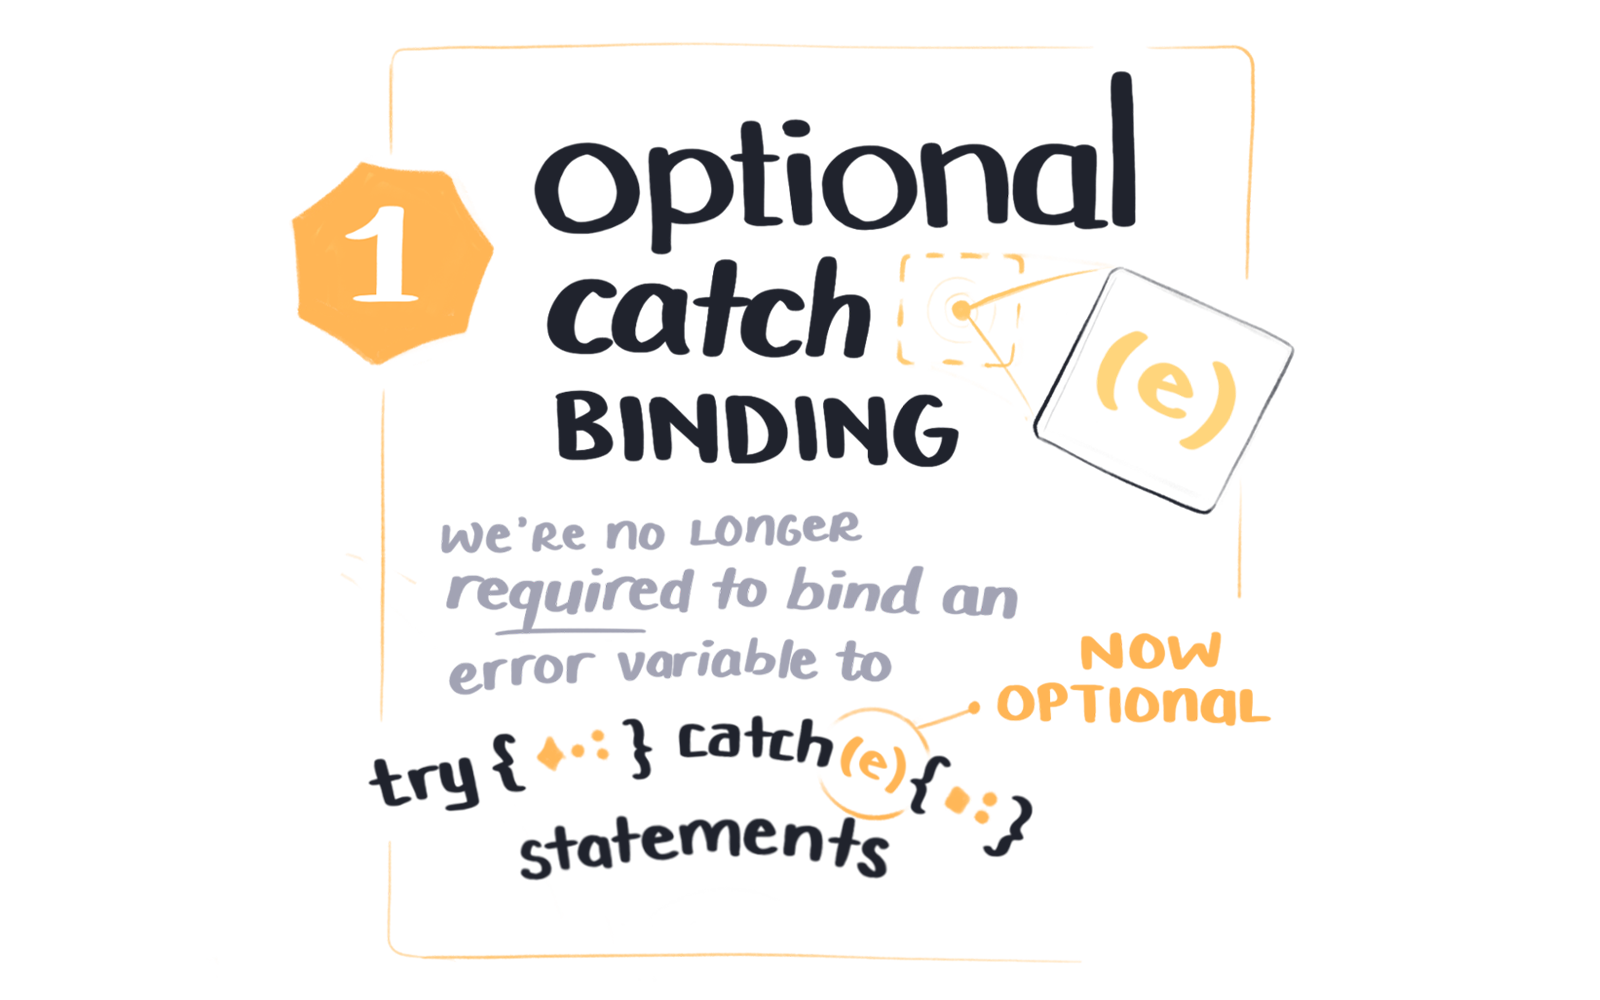 1
optional
catch
BINDING
(e)
we're no LONGER
required to bind an
error variable to
NOW
OPTIONAL
try { } catch (e) { }
statements